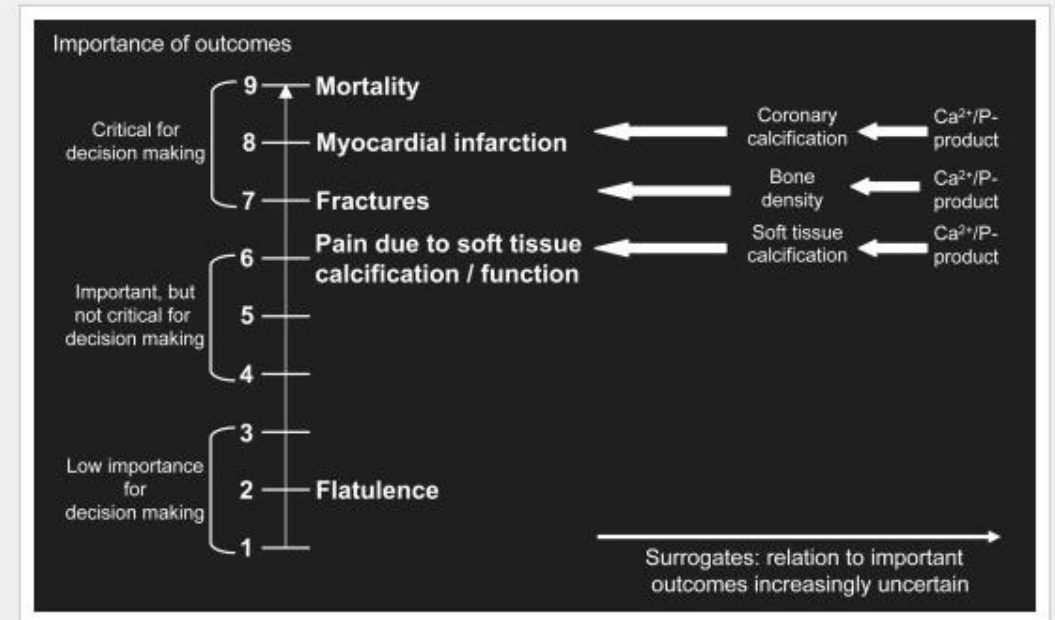 Importance of outcomes
9 Mortality
Critical for
decision making
8 Myocardial infarction
Coronary
calcification
Ca²⁺/P-
product
7 Fractures
Bone
density
Ca²⁺/P-
product
6 Pain due to soft tissue
calcification / function
Soft tissue
calcification
Ca²⁺/P-
product
Important, but
not critical for
decision making
5
4
3
Low importance
for
decision making
2 Flatulence
1
Surrogates: relation to important
outcomes increasingly uncertain